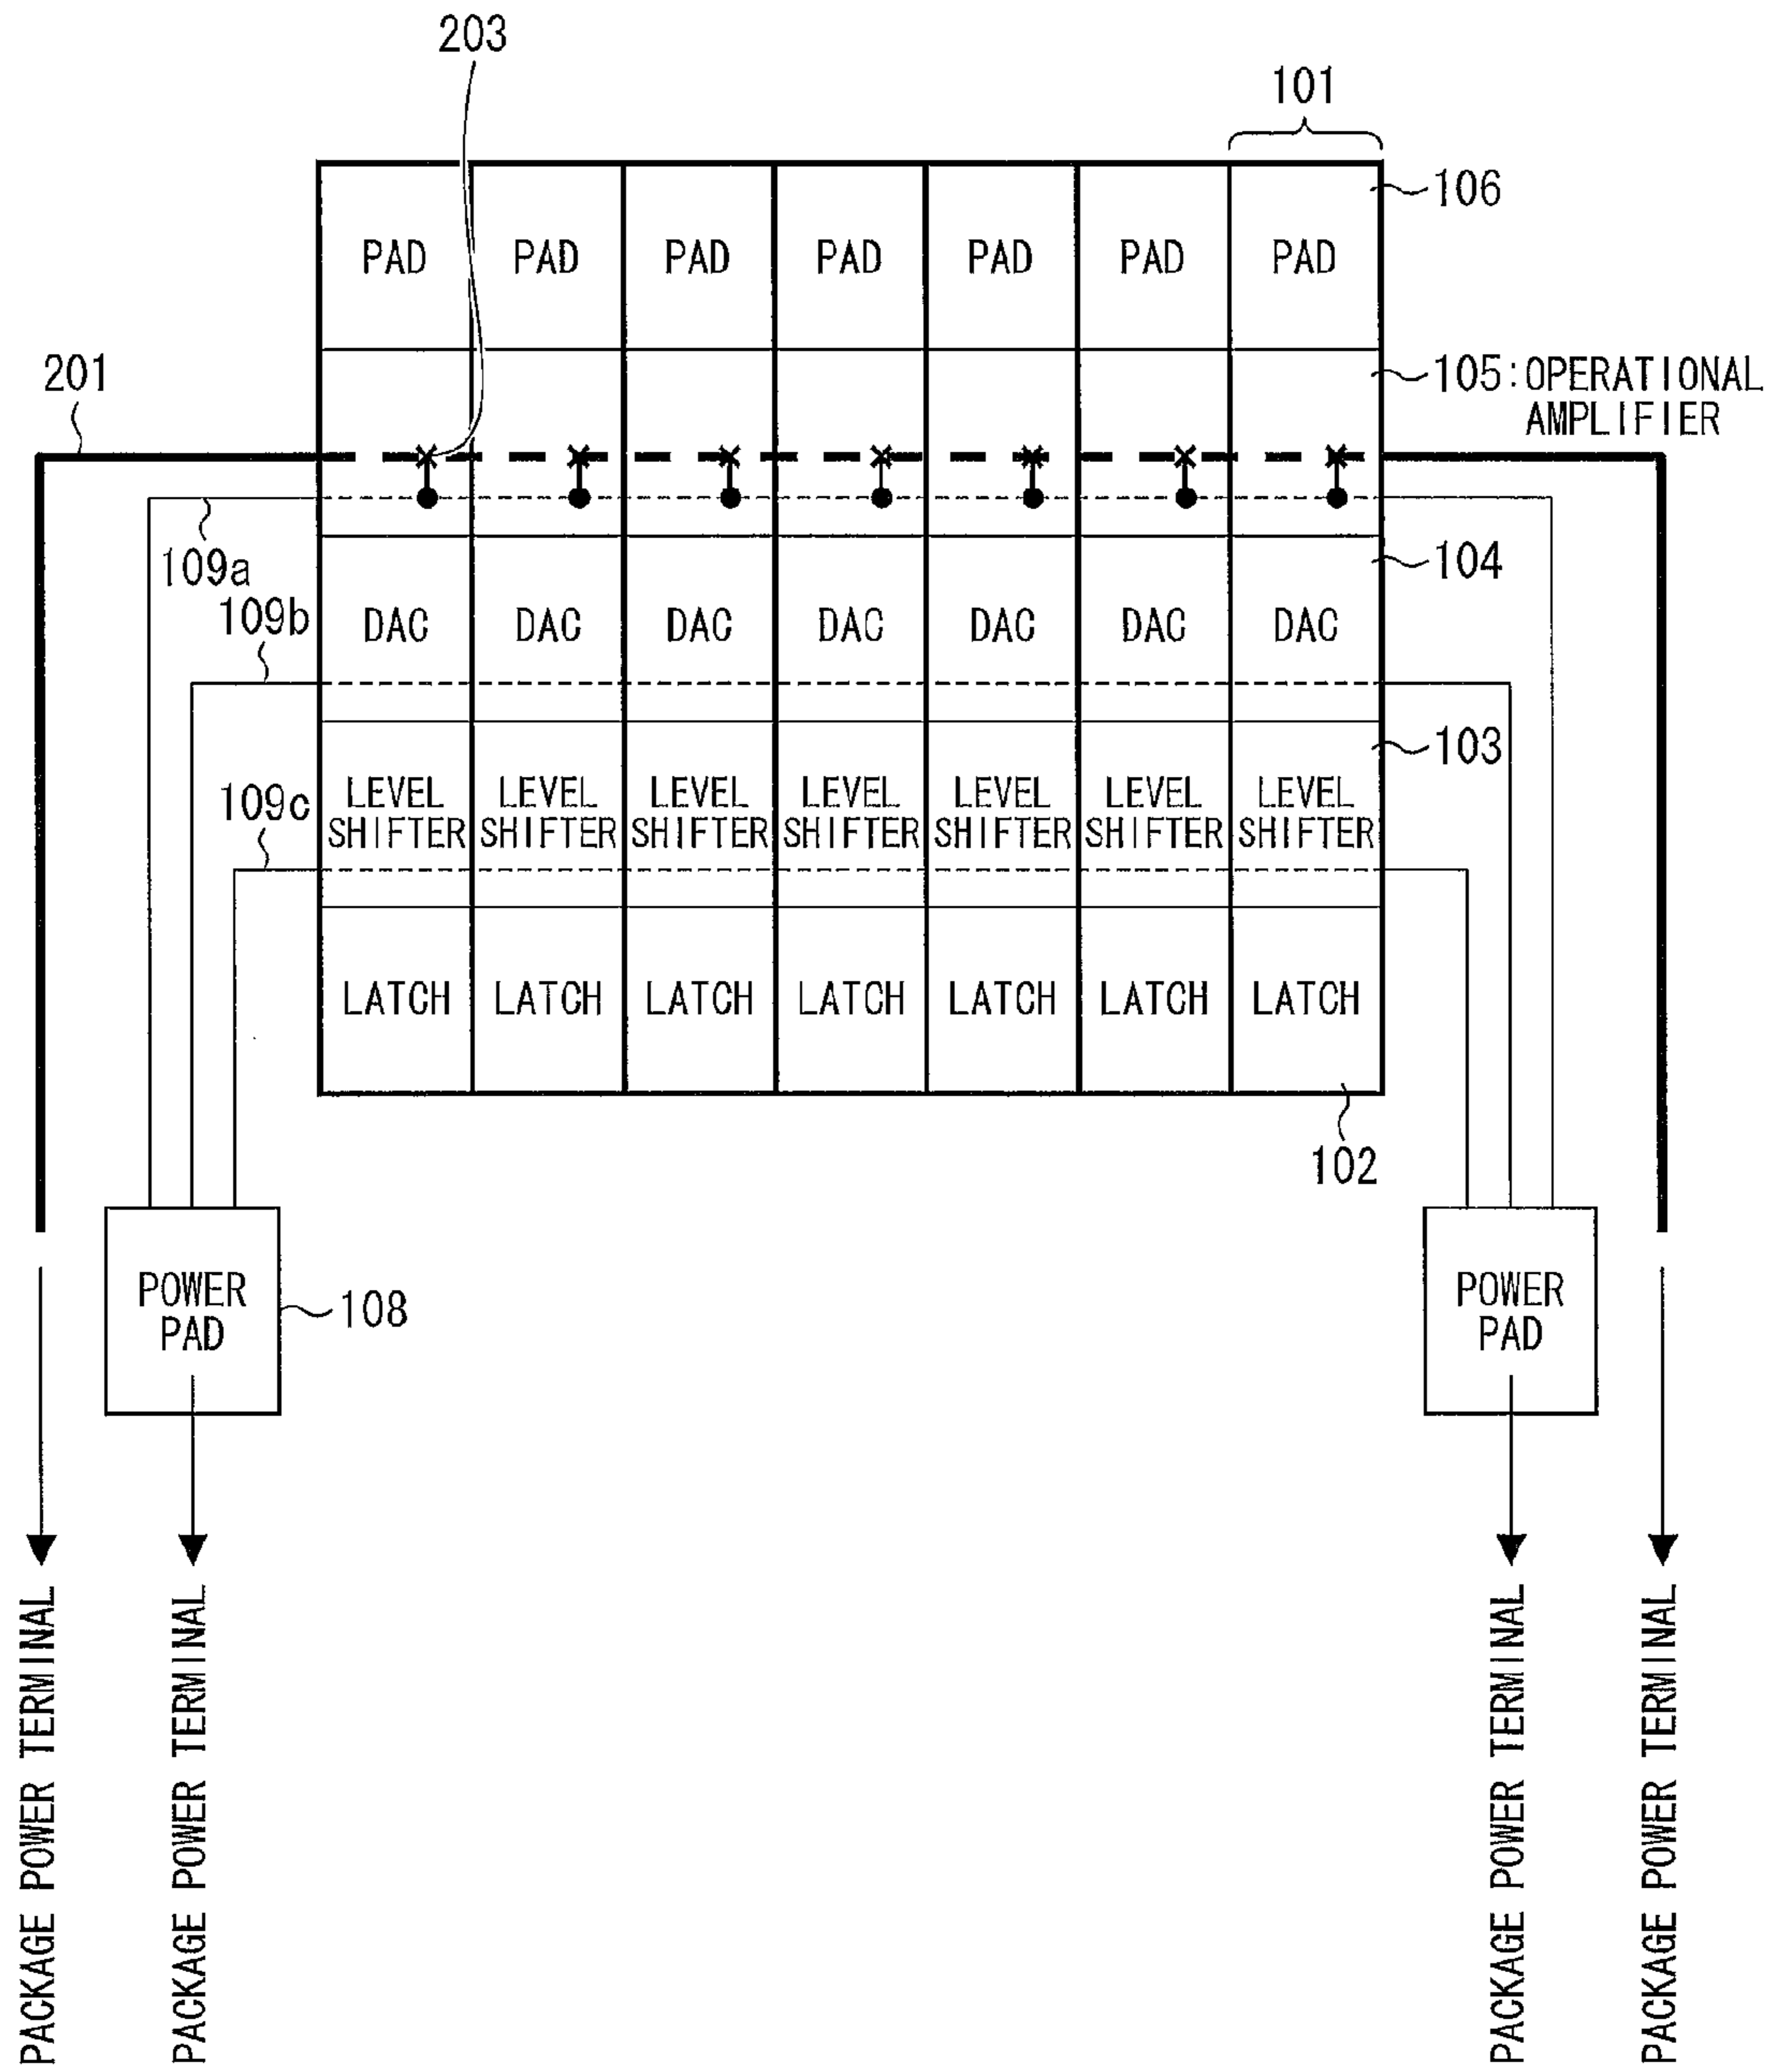 203
101
PAD PAD PAD PAD PAD PAD PAD
106
201
105:OPERATIONAL
AMPLIFIER
109a
109b
DAC DAC DAC DAC DAC DAC DAC
104
109c
LEVEL LEVEL LEVEL LEVEL LEVEL LEVEL LEVEL
SHIFTER SHIFTER SHIFTER SHIFTER SHIFTER SHIFTER SHIFTER
103
LATCH LATCH LATCH LATCH LATCH LATCH LATCH
102
POWER
PAD
108
POWER
PAD
PACKAGE POWER TERMINAL
PACKAGE POWER TERMINAL
PACKAGE POWER TERMINAL
PACKAGE POWER TERMINAL